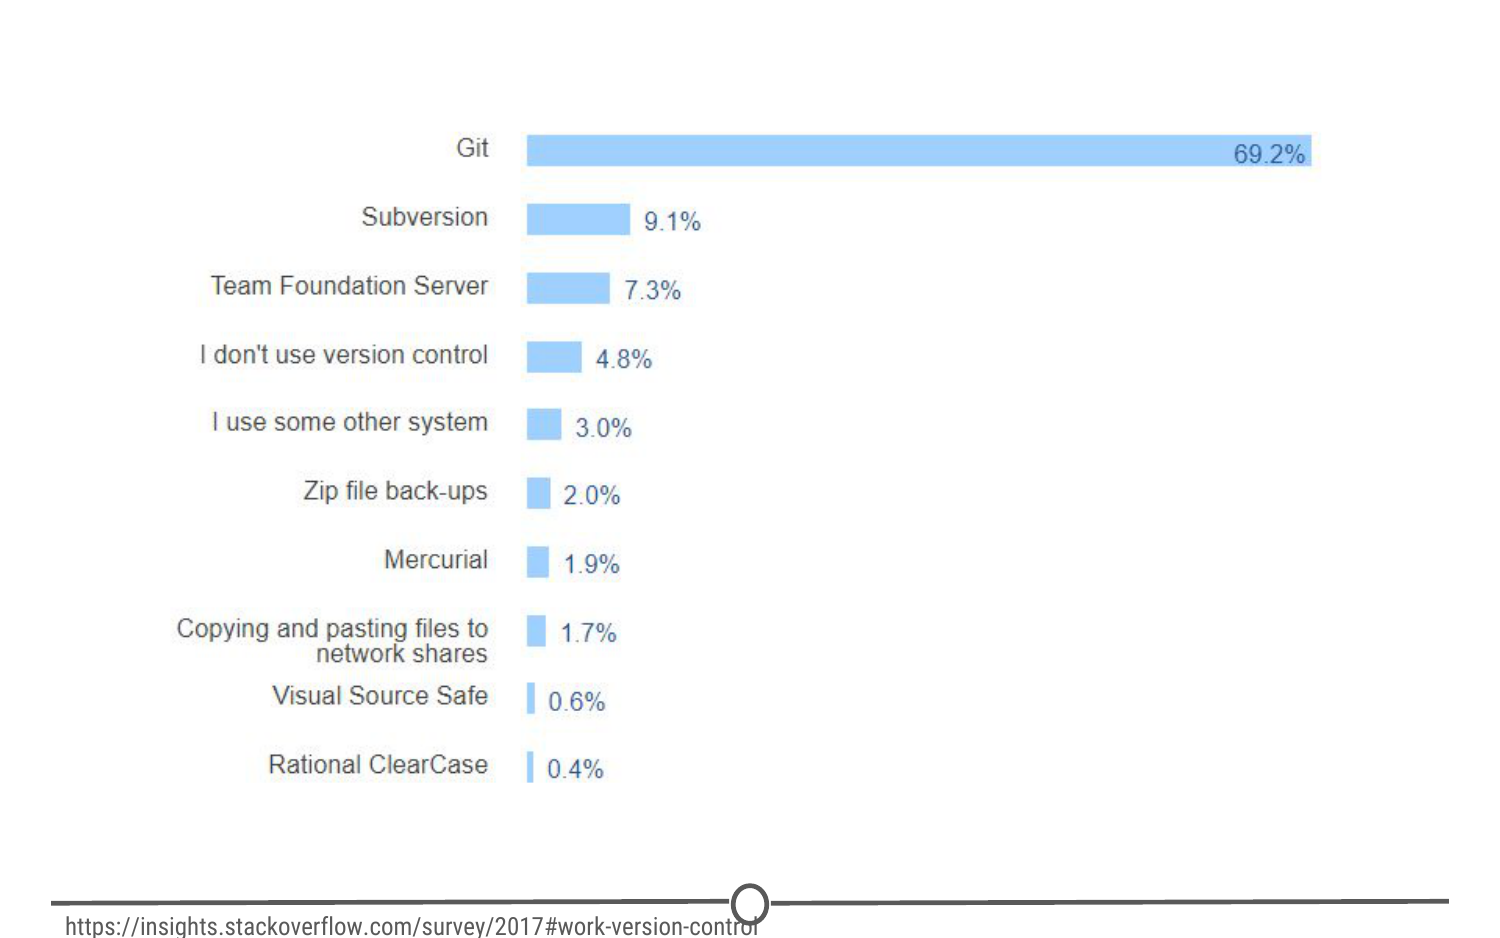 Git
69.2%
Subversion
9.1%
Team Foundation Server
7.3%
I don't use version control
4.8%
I use some other system
3.0%
Zip file back-ups
2.0%
Mercurial
1.9%
Copying and pasting files to
network shares
1.7%
Visual Source Safe
0.6%
Rational ClearCase
0.4%
https://insights.stackoverflow.com/survey/2017#work-version-control